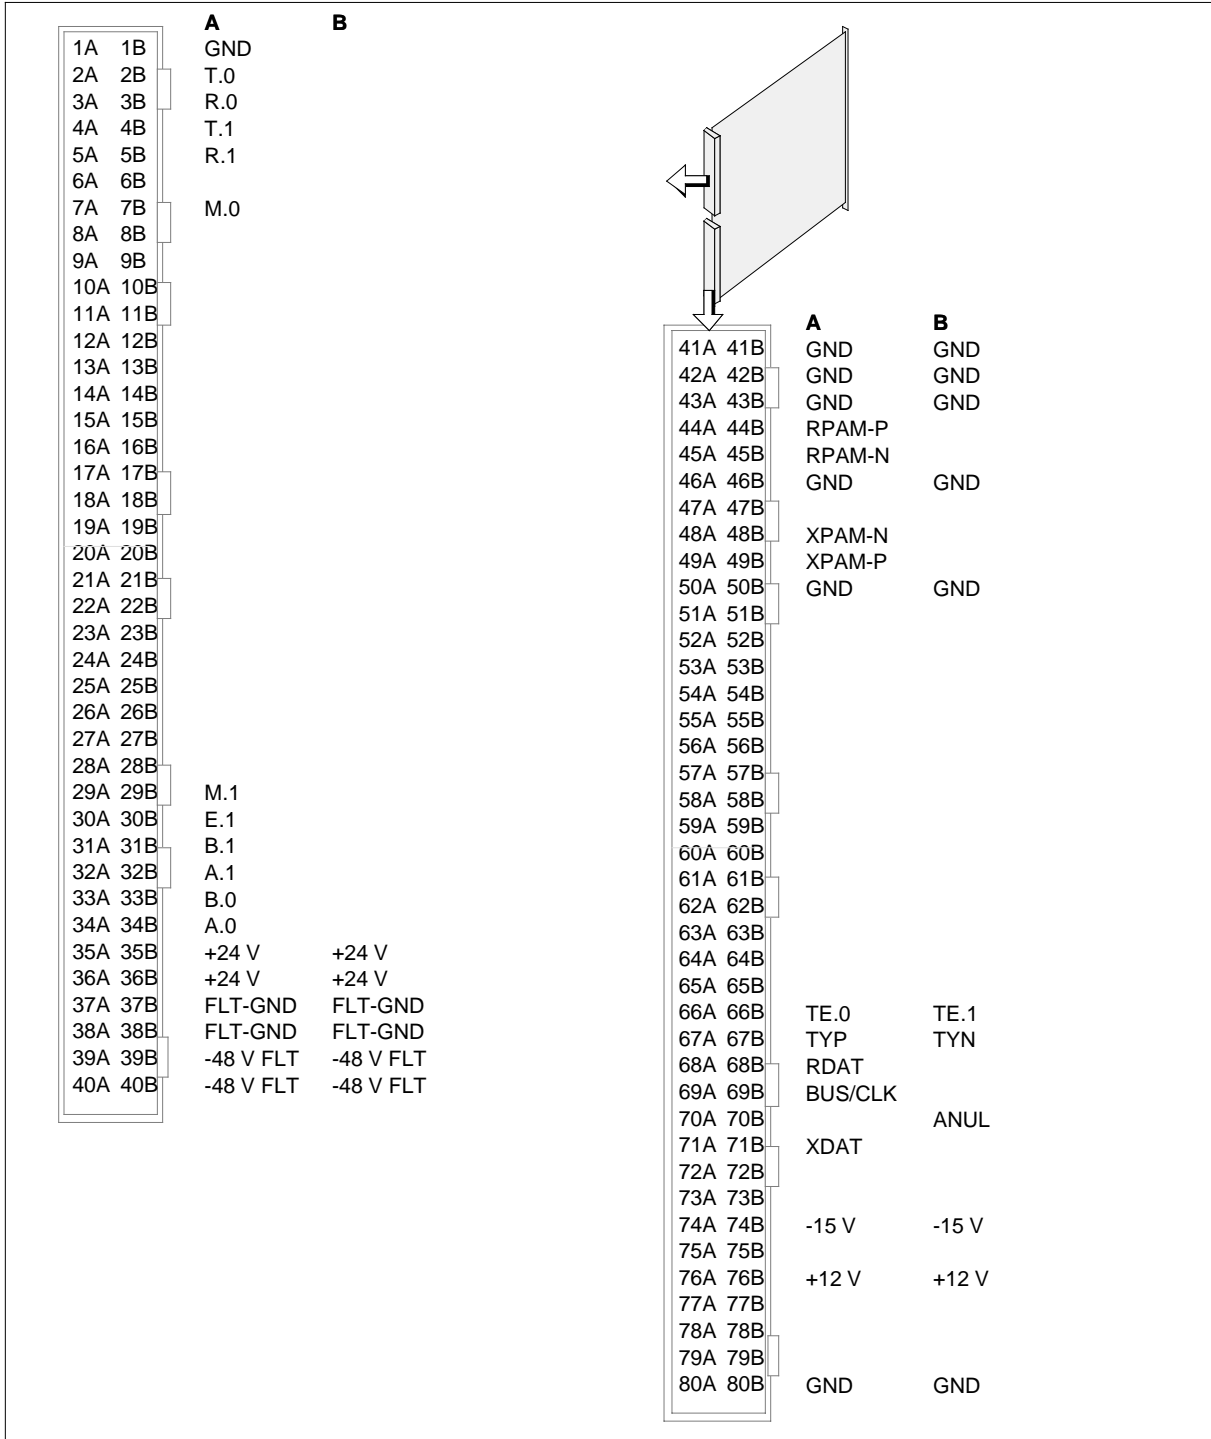 A B
1A 1B GND
2A 2B T.0
3A 3B R.0
4A 4B T.1
5A 5B R.1
6A 6B
7A 7B M.0
8A 8B
9A 9B
10A 10B
11A 11B
12A 12B
13A 13B
14A 14B
15A 15B
16A 16B
17A 17B
18A 18B
19A 19B
20A 20B
21A 21B
22A 22B
23A 23B
24A 24B
25A 25B
26A 26B
27A 27B
28A 28B
29A 29B M.1
30A 30B E.1
31A 31B B.1
32A 32B A.1
33A 33B B.0
34A 34B A.0
35A 35B +24 V +24 V
36A 36B +24 V +24 V
37A 37B FLT-GND FLT-GND
38A 38B FLT-GND FLT-GND
39A 39B -48 V FLT -48 V FLT
40A 40B -48 V FLT -48 V FLT
A B
41A 41B GND GND
42A 42B GND GND
43A 43B GND GND
44A 44B RPAM-P
45A 45B RPAM-N
46A 46B GND GND
47A 47B
48A 48B XPAM-N
49A 49B XPAM-P
50A 50B GND GND
51A 51B
52A 52B
53A 53B
54A 54B
55A 55B
56A 56B
57A 57B
58A 58B
59A 59B
60A 60B
61A 61B
62A 62B
63A 63B
64A 64B
65A 65B
66A 66B TE.0 TE.1
67A 67B TYP TYN
68A 68B RDAT
69A 69B BUS/CLK
70A 70B ANUL
71A 71B XDAT
72A 72B
73A 73B
74A 74B -15 V -15 V
75A 75B
76A 76B +12 V +12 V
77A 77B
78A 78B
79A 79B
80A 80B GND GND